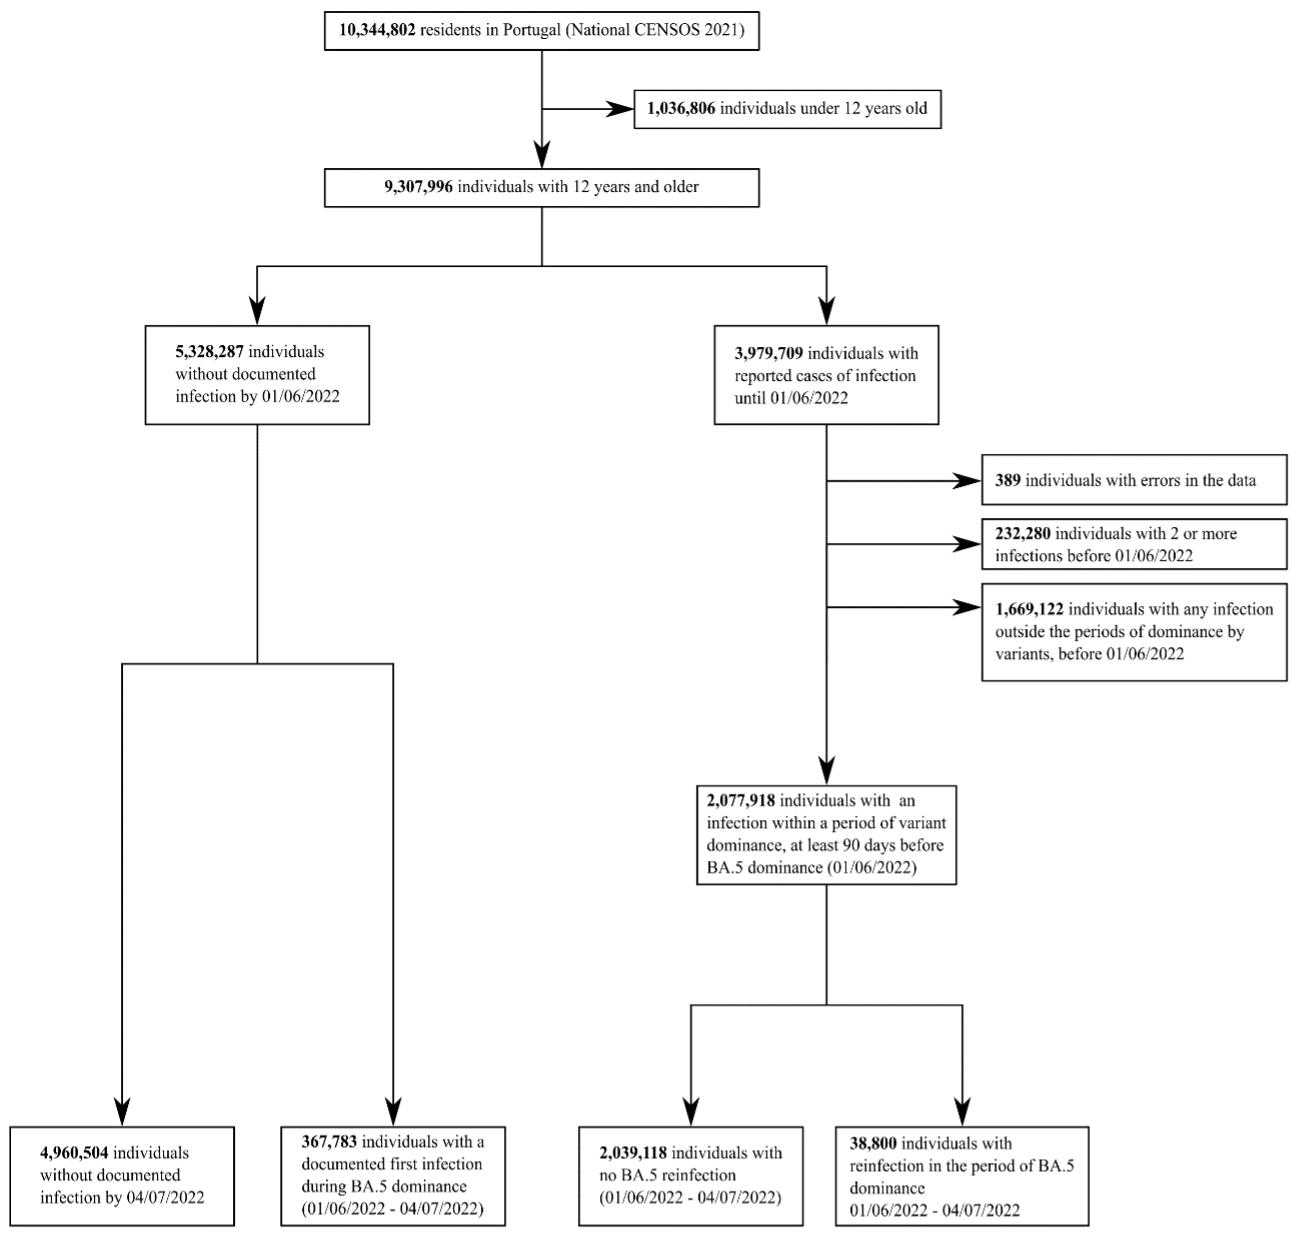 10,344,802 residents in Portugal (National CENSOS 2021)
1,036,806 individuals under 12 years old
9,307,996 individuals with 12 years and older
5,328,287 individuals
without documented
infection by 01/06/2022
3,979,709 individuals with
reported cases of infection
until 01/06/2022
389 individuals with errors in the data
232,280 individuals with 2 or more
infections before 01/06/2022
1,669,122 individuals with any infection
outside the periods of dominance by
variants, before 01/06/2022
2,077,918 individuals with an
infection within a period of variant
dominance, at least 90 days before
BA.5 dominance (01/06/2022)
4,960,504 individuals
without documented
infection by 04/07/2022
367,783 individuals with a
documented first infection
during BA.5 dominance
(01/06/2022 - 04/07/2022)
2,039,118 individuals with
no BA.5 reinfection
(01/06/2022 - 04/07/2022)
38,800 individuals with
reinfection in the period of BA.5
dominance
01/06/2022 - 04/07/2022